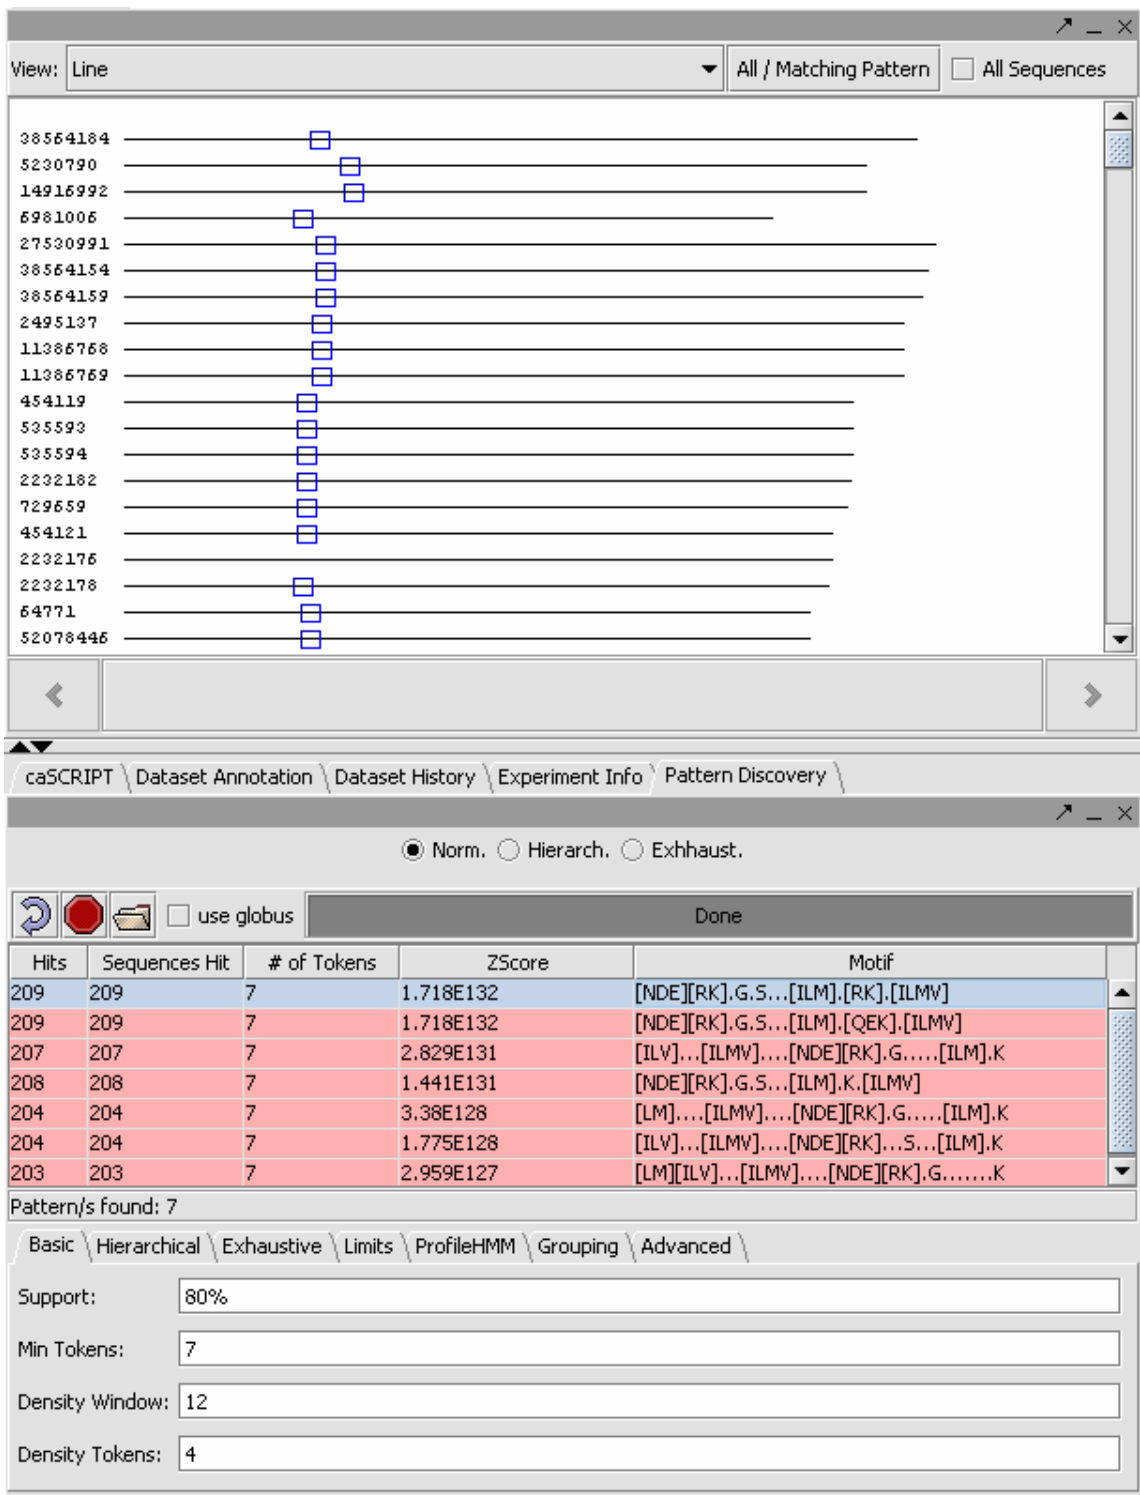 View: Line All / Matching Pattern All Sequences
38564184
5230790
14916992
6981006
27530991
38564154
38564159
2495137
11386768
11386769
454119
535593
535594
2232182
729659
454121
2232176
2232178
64771
52078446
caSCRIPT Dataset Annotation Dataset History Experiment Info Pattern Discovery
Norm. Hierarch. Exhhaust.
use globus Done
Hits Sequences Hit # of Tokens ZScore Motif
209 209 7 1.718E132 [NDE][RK].G.S...[ILM].[RK].[ILMV]
209 209 7 1.718E132 [NDE][RK].G.S...[ILM].[QEK].[ILMV]
207 207 7 2.829E131 [ILV]...[ILMV]....[NDE][RK].G.....[ILM].K
208 208 7 1.441E131 [NDE][RK].G.S...[ILM].K.[ILMV]
204 204 7 3.38E128 [LM]....[ILMV]....[NDE][RK].G.....[ILM].K
204 204 7 1.775E128 [ILV]...[ILMV]....[NDE][RK]...S...[ILM].K
203 203 7 2.959E127 [LM][ILV]...[ILMV]....[NDE][RK].G.......K
Pattern/s found: 7
Basic Hierarchical Exhaustive Limits ProfileHMM Grouping Advanced
Support: 80%
Min Tokens: 7
Density Window: 12
Density Tokens: 4